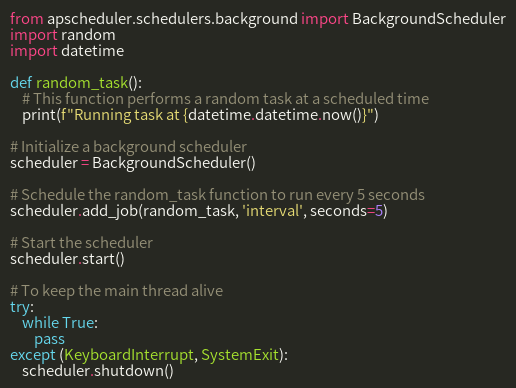 from apscheduler.schedulers.background import BackgroundScheduler
import random
import datetime

def random_task():
    # This function performs a random task at a scheduled time
    print(f"Running task at {datetime.datetime.now()}")

# Initialize a background scheduler
scheduler = BackgroundScheduler()

# Schedule the random_task function to run every 5 seconds
scheduler.add_job(random_task, 'interval', seconds=5)

# Start the scheduler
scheduler.start()

# To keep the main thread alive
try:
    while True:
        pass
except (KeyboardInterrupt, SystemExit):
    scheduler.shutdown()